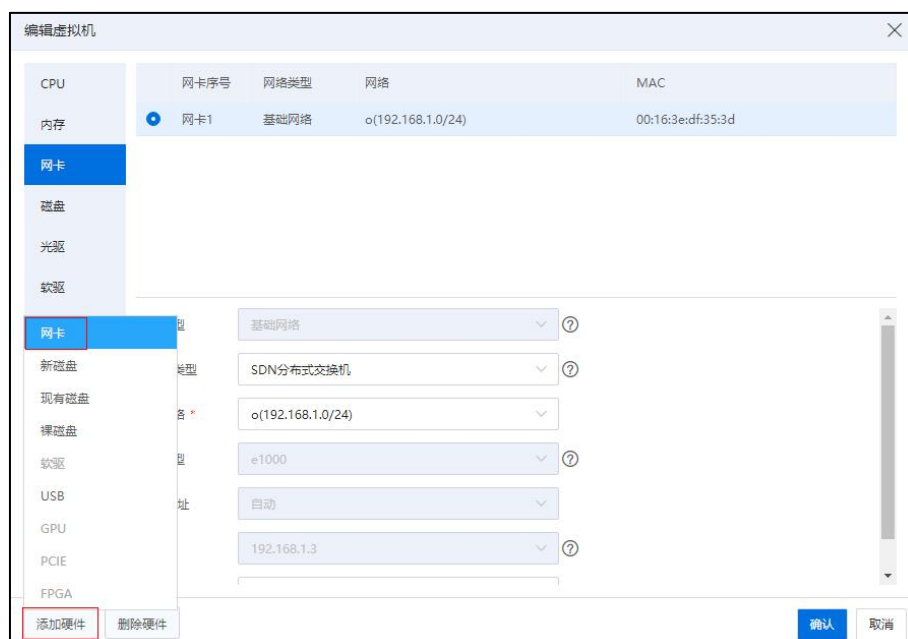 编辑虚拟机
CPU
内存
网卡
磁盘
光驱
软驱
网卡序号 网络类型 网络 MAC
网卡1 基础网络 o(192.168.1.0/24) 00:16:3e:df:35:3d
网卡
新磁盘
现有磁盘
裸磁盘
软驱
USB
GPU
PCIE
FPGA
型 基础网络
类型 SDN分布式交换机
络 * o(192.168.1.0/24)
型 e1000
址 自动
192.168.1.3
添加硬件 删除硬件 确认 取消